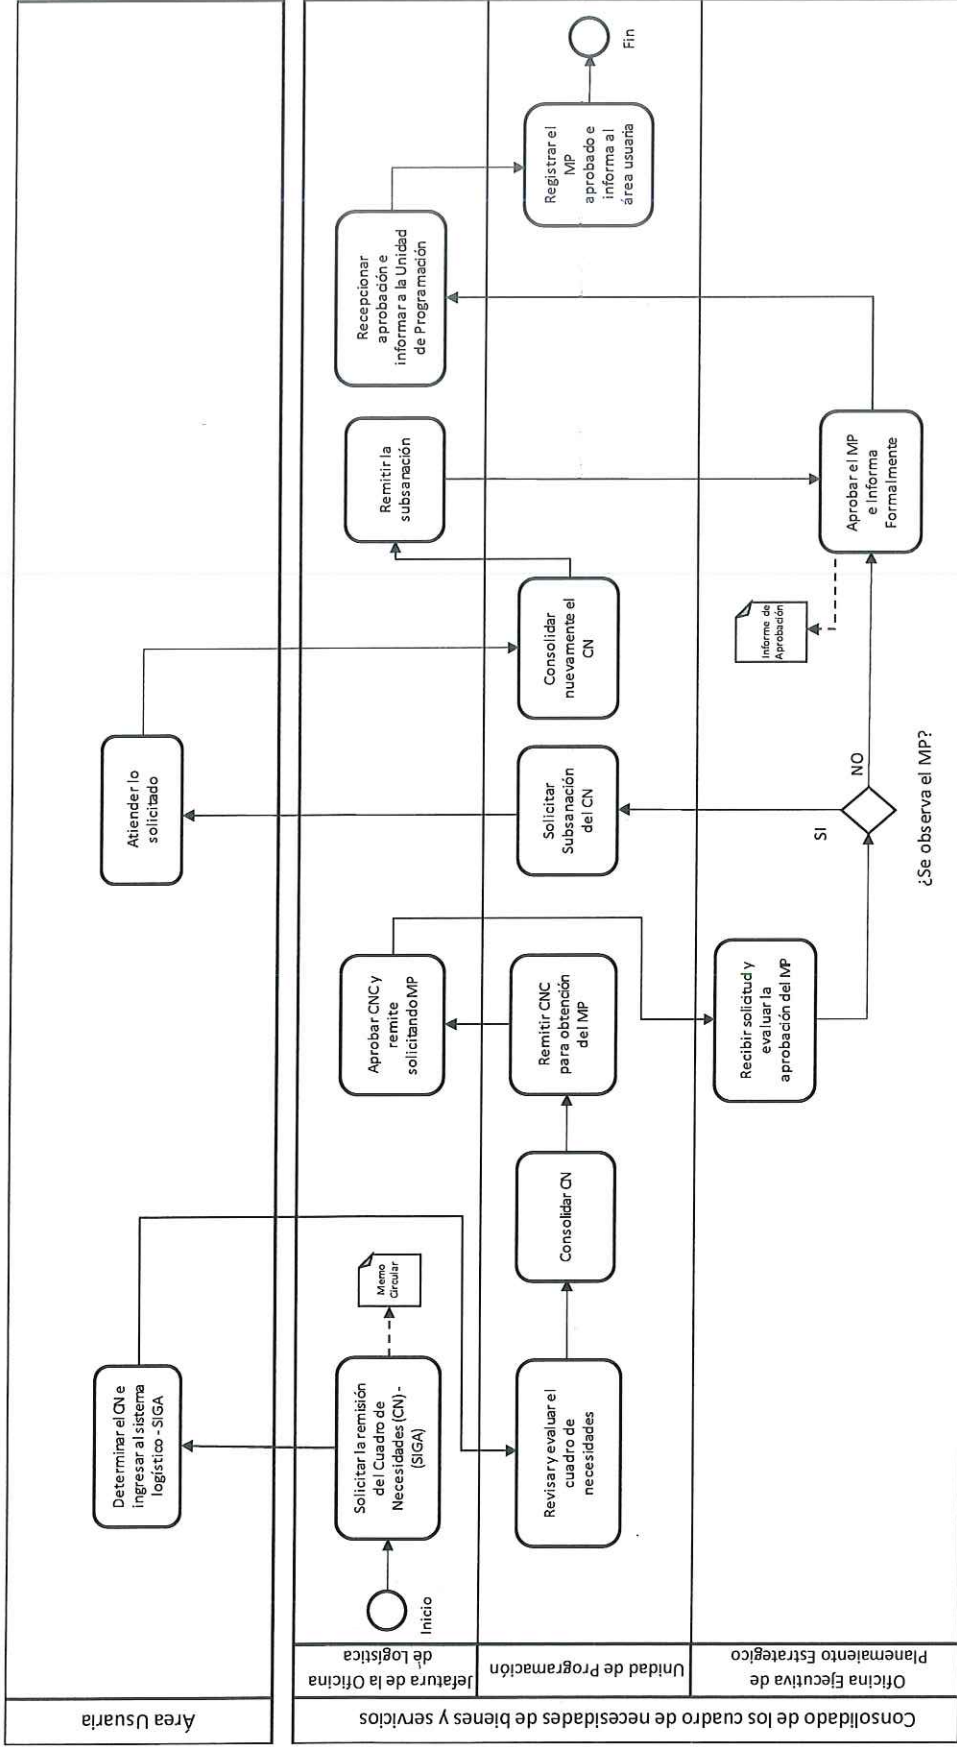 Área Usuaria
Determinar el CN e
ingresar al sistema
logístico - SIGA
Atiender lo
solicitado
Consolidado de los cuadro de necesidades de bienes y servicios
Jefatura de la Oficina
de Logística
Inicio
Solicitar la remisión
del Cuadro de
Necesidades (CN) -
(SIGA)
Memo
Circular
Aprobar CNC y
remite
solicitando MP
Remitir la
subsanación
Recepcionar
aprobación e
informar a la Unidad
de Programación
Unidad de Programación
Revisar y evaluar el
cuadro de
necesidades
Consolidar CN
Remitir CNC
para obtención
del MP
Solicitar
Subsanación
del CN
Consolidar
nuevamente el
CN
Registrar el
MP
aprobado e
informa al
área usuaria
Fin
Oficina Ejecutiva de
Planemaiento Estrategico
Recibir solicitud y
evaluar la
aprobación del MP
SI
NO
¿Se observa el MP?
Informe de
Aprobación
Aprobar el MP
e Informa
Formalmente